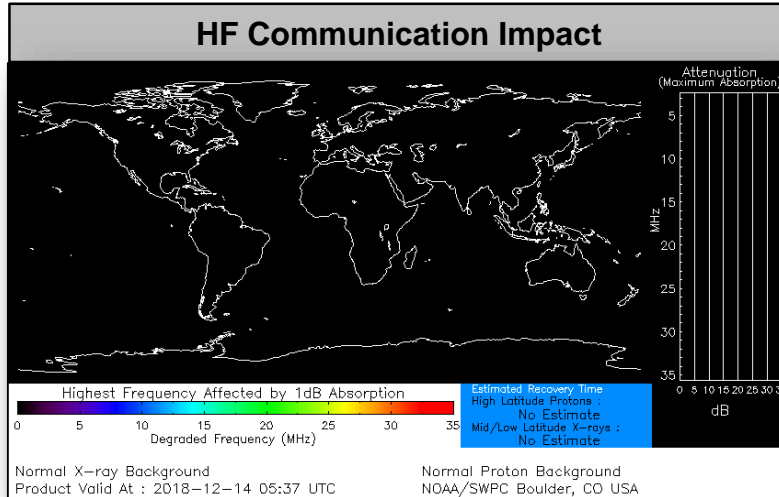 HF Communication Impact
Attenuation
(Maximum Absorption)
5
10
15
20
25
30
35
MHz
0 5 10 15 20 25 30 3
dB
Highest Frequency Affected by 1dB Absorption
0 5 10 15 20 25 30 35
Degraded Frequency (MHz)
Estimated Recovery Time
High Latitude Protons :
No Estimate
Mid/Low Latitude X-rays :
No Estimate
Normal X-ray Background
Product Valid At : 2018-12-14 05:37 UTC
Normal Proton Background
NOAA/SWPC Boulder, CO USA